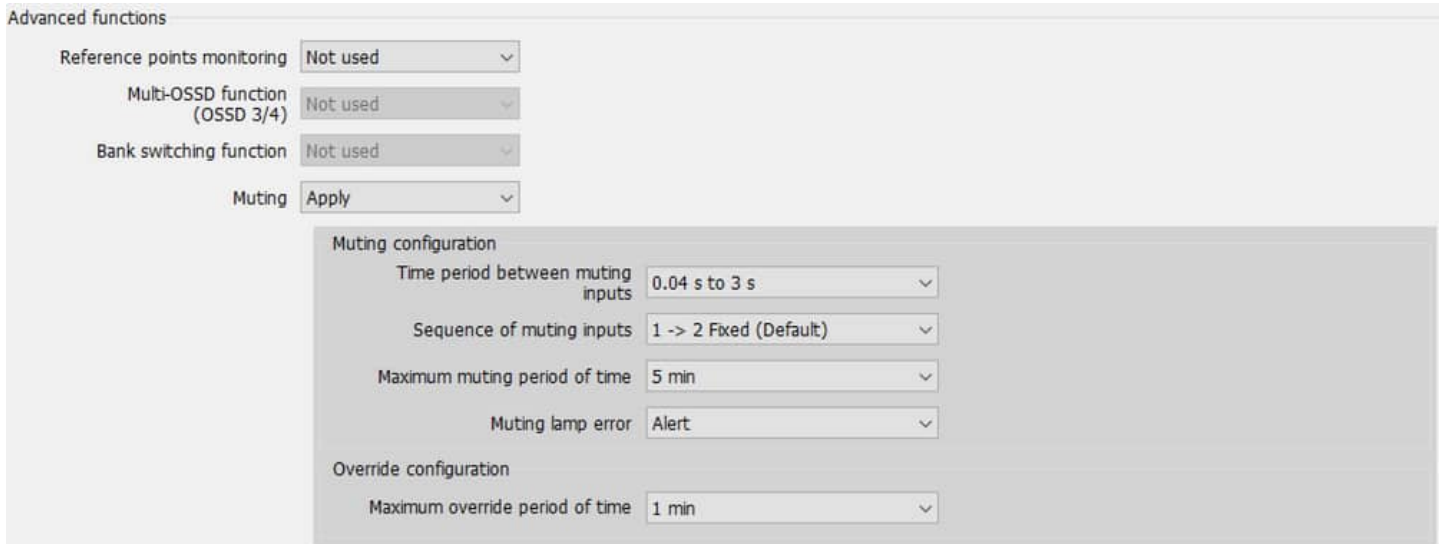 Advanced functions
Reference points monitoring Not used
Multi-OSSD function
(OSSD 3/4) Not used
Bank switching function Not used
Muting Apply
Muting configuration
Time period between muting
inputs 0.04 s to 3 s
Sequence of muting inputs 1 -> 2 Fixed (Default)
Maximum muting period of time 5 min
Muting lamp error Alert
Override configuration
Maximum override period of time 1 min